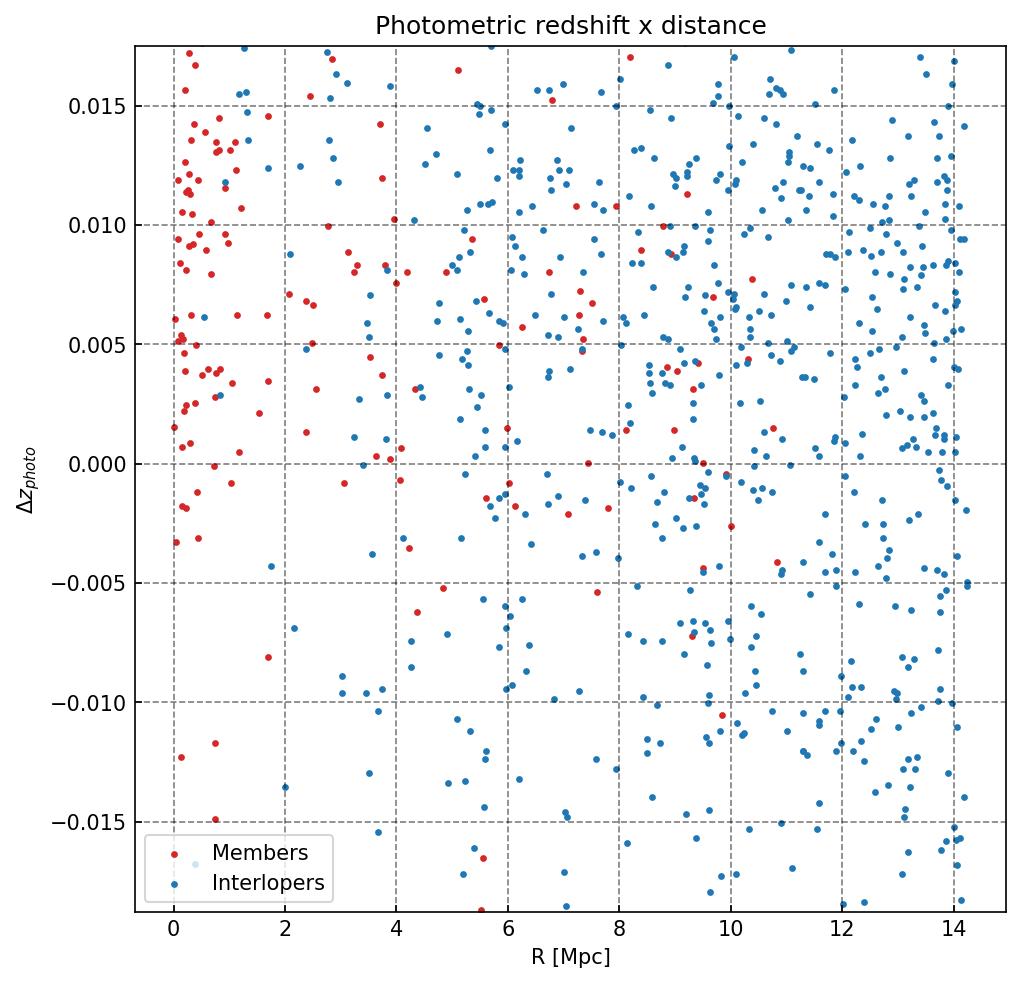 Photometric redshift x distance
0.015
0.010
0.005
0.000
−0.005
−0.010
−0.015
Δz_photo
Members
Interlopers
0 2 4 6 8 10 12 14
R [Mpc]